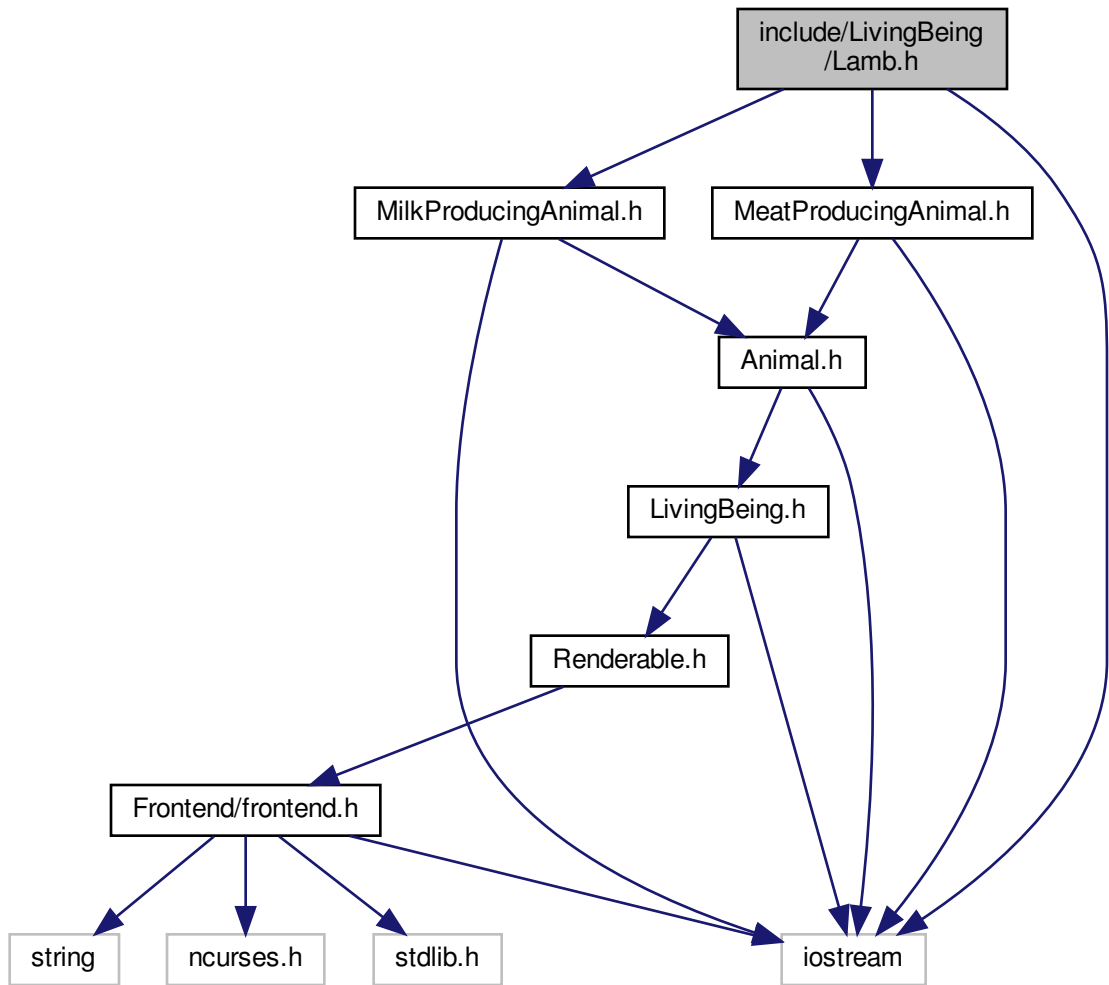 include/LivingBeing
/Lamb.h
MilkProducingAnimal.h
MeatProducingAnimal.h
Animal.h
LivingBeing.h
Renderable.h
Frontend/frontend.h
string
ncurses.h
stdlib.h
iostream